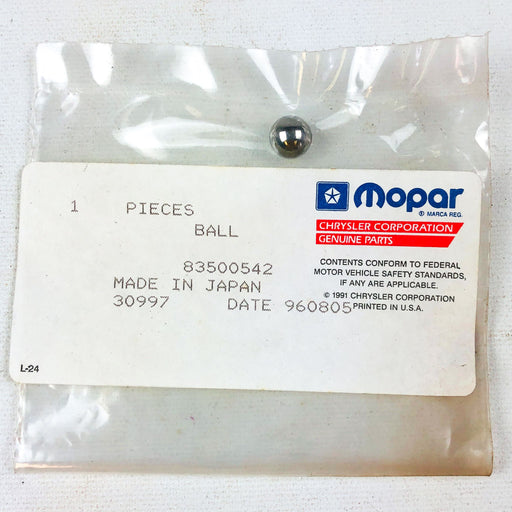 1 PIECES
BALL
83500542
MADE IN JAPAN
30997 DATE 960805
L-24
Mopar
® MARCA REG.
CHRYSLER CORPORATION
GENUINE PARTS
CONTENTS CONFORM TO FEDERAL
MOTOR VEHICLE SAFETY STANDARDS,
IF ANY ARE APPLICABLE.
© 1991 CHRYSLER CORPORATION
PRINTED IN U.S.A.